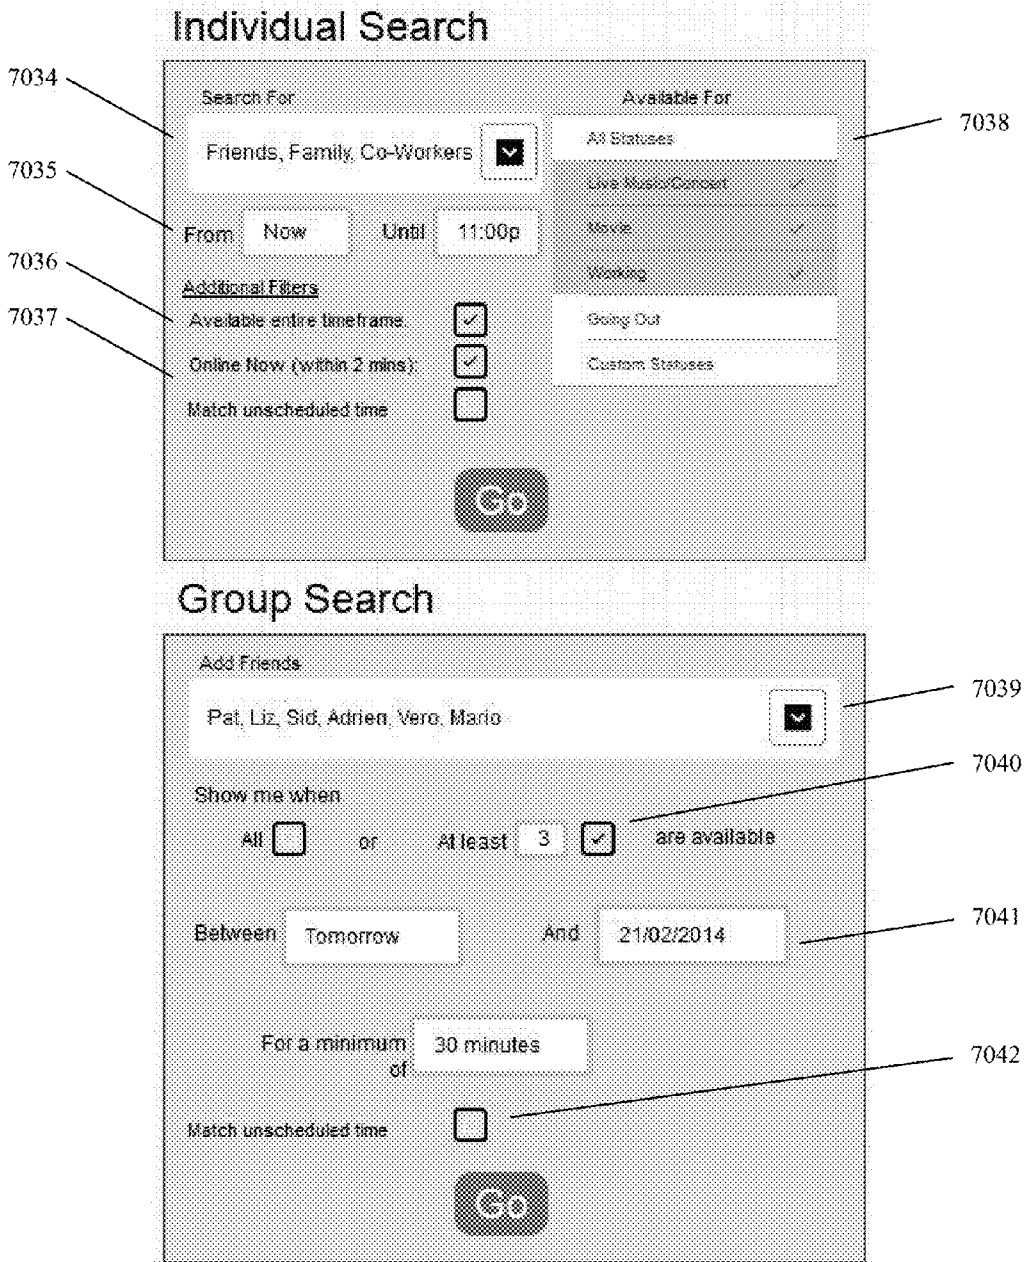 Individual Search
7034
Search For
Available For
7038
Friends, Family, Co-Workers
All Statuses
7035
Live Music/Concert
From Now Until 11:00p
Movie
7036
Working
Additional Filters
7037
Available entire timeframe:
Going Out
Online Now (within 2 mins):
Custom Statuses
Match unscheduled time
Go
Group Search
Add Friends
7039
Pat, Liz, Sid, Adrien, Vero, Mario
7040
Show me when
All or At least 3 are available
7041
Between Tomorrow And 21/02/2014
For a minimum
of 30 minutes
7042
Match unscheduled time
Go